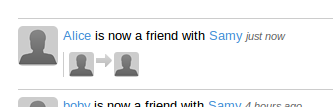 Alice is now a friend with Samy just now
boby is now a friend with Samy 4 hours ago